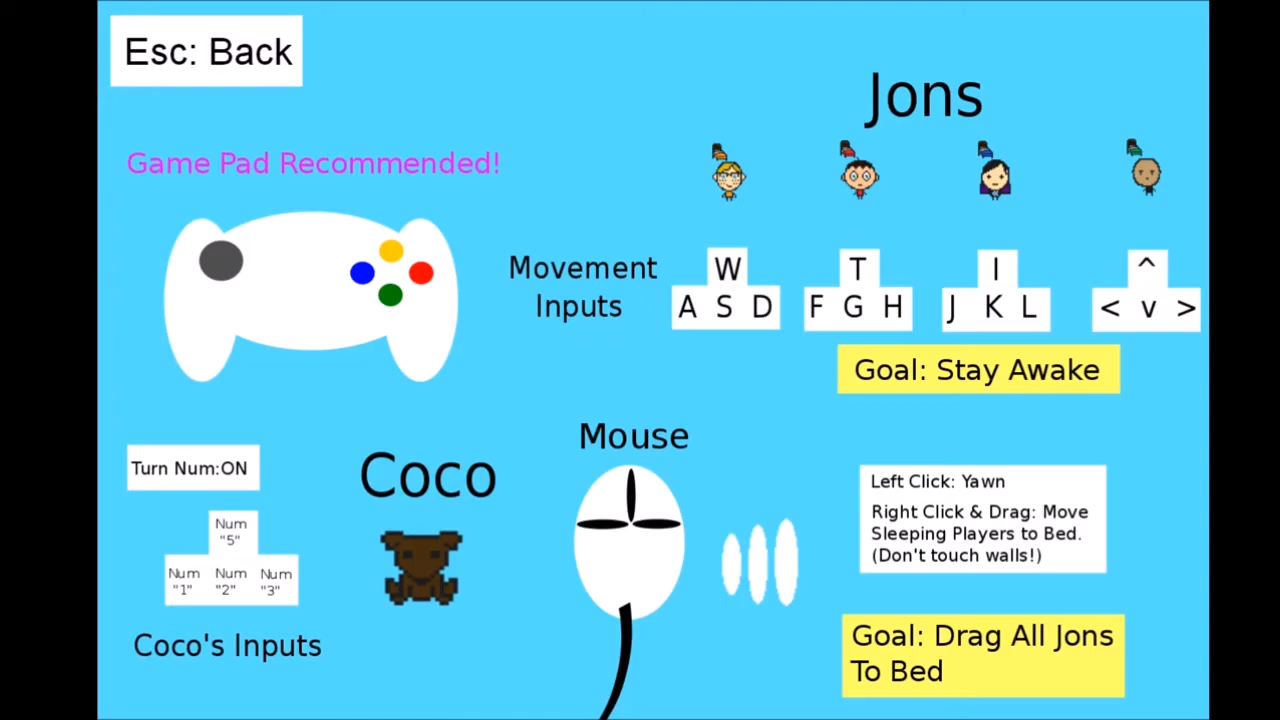 Esc: Back
Jons
Game Pad Recommended!
Movement
Inputs
W
A S D
T
F G H
I
J K L
^
< v >
Goal: Stay Awake
Mouse
Turn Num:ON
Coco
Num
"5"
Num Num Num
"1" "2" "3"
Coco's Inputs
Left Click: Yawn
Right Click & Drag: Move
Sleeping Players to Bed.
(Don't touch walls!)
Goal: Drag All Jons
To Bed